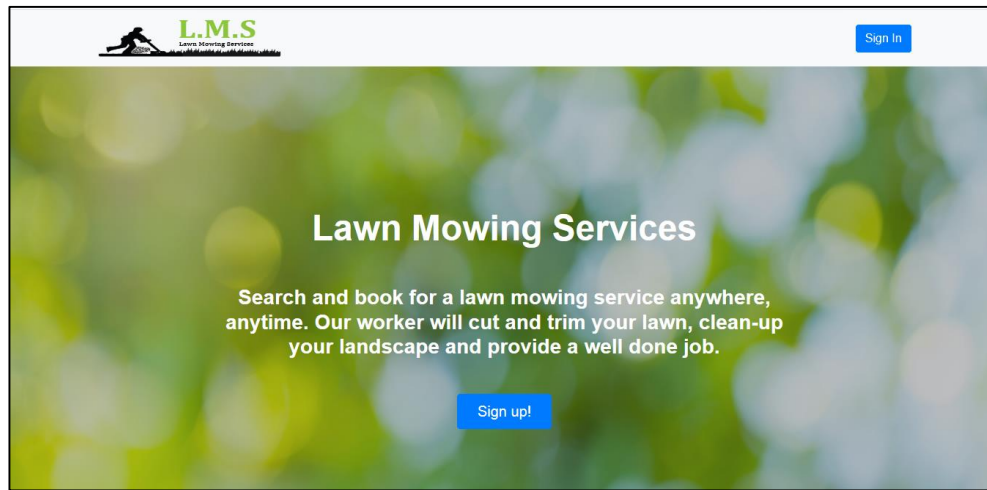 L.M.S
Lawn Mowing Services
Sign In
Lawn Mowing Services
Search and book for a lawn mowing service anywhere,
anytime. Our worker will cut and trim your lawn, clean-up
your landscape and provide a well done job.
Sign up!